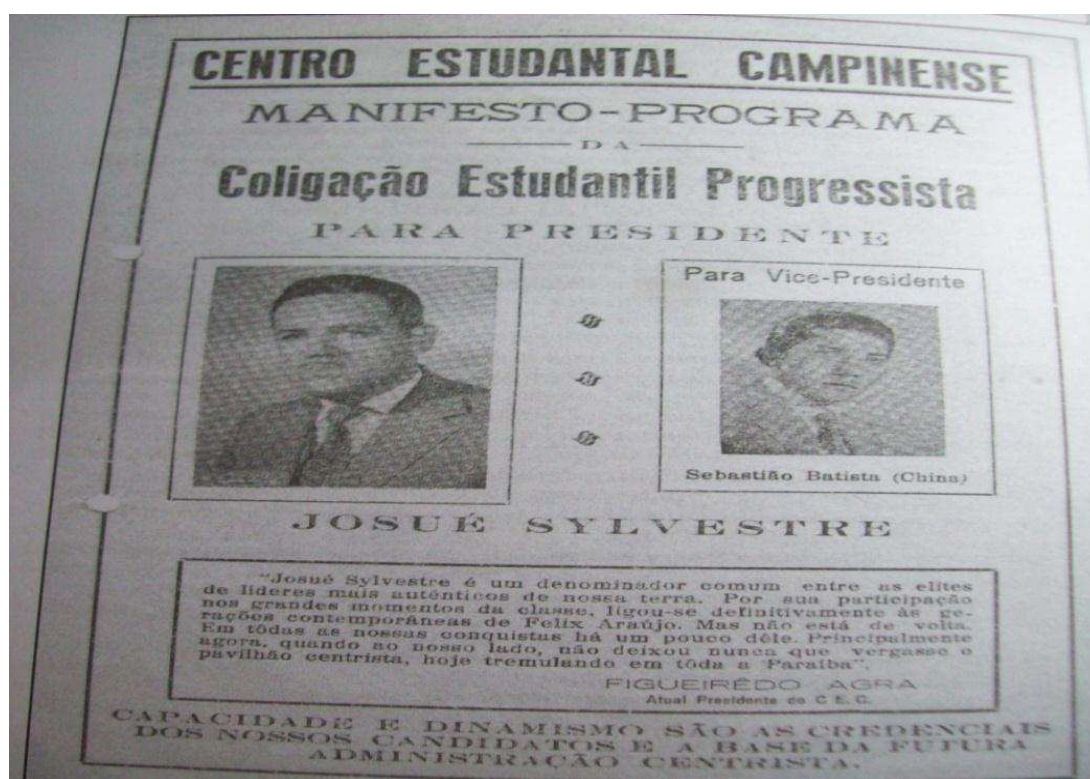 CENTRO ESTUDANTAL CAMPINENSE
MANIFESTO-PROGRAMA
DA
Coligação Estudantil Progressista
PARA PRESIDENTE
Para Vice-Presidente
Sebastião Batista (China)
JOSUÉ SYLVESTRE
"Josué Sylvestre é um denominador comum entre as elites
de líderes mais autênticos de nossa terra. Por sua participação
nos grandes momentos da classe, ligou-se definitivamente às ge-
rações contemporâneas de Felix Araújo. Mas não está de volta.
Em tôdas as nossas conquistas há um pouco dêle. Principalmente
agora, quando ao nosso lado, não deixou nunca que vergasse o
pavilhão centrista, hoje tremulando em tôda a Paraíba".
FIGUEIRÊDO AGRA
Atual Presidente do C E. C.
CAPACIDADE E DINAMISMO SÃO AS CREDENCIAIS
DOS NOSSOS CANDIDATOS E A BASE DA FUTURA
ADMINISTRAÇÃO CENTRISTA.